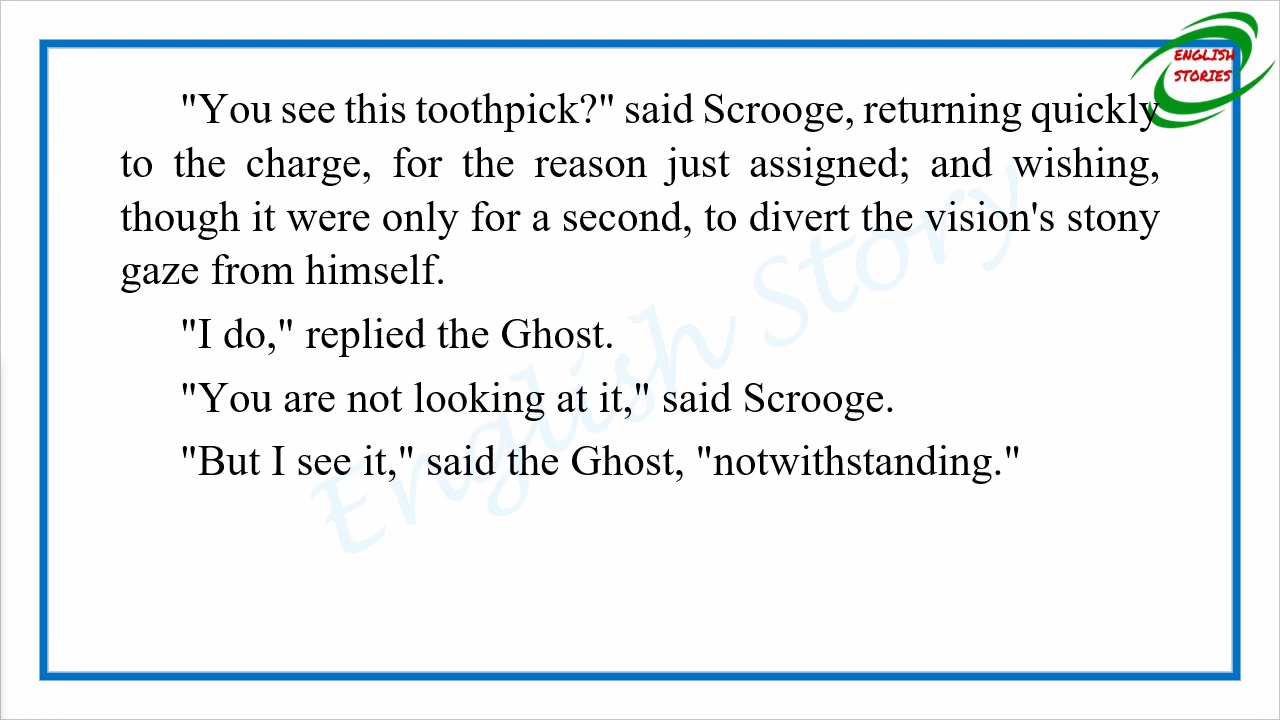 ENGLISH
STORIES
"You see this toothpick?" said Scrooge, returning quickly
to the charge, for the reason just assigned; and wishing,
though it were only for a second, to divert the vision's stony
gaze from himself.
"I do," replied the Ghost.
"You are not looking at it," said Scrooge.
"But I see it," said the Ghost, "notwithstanding."
English Story